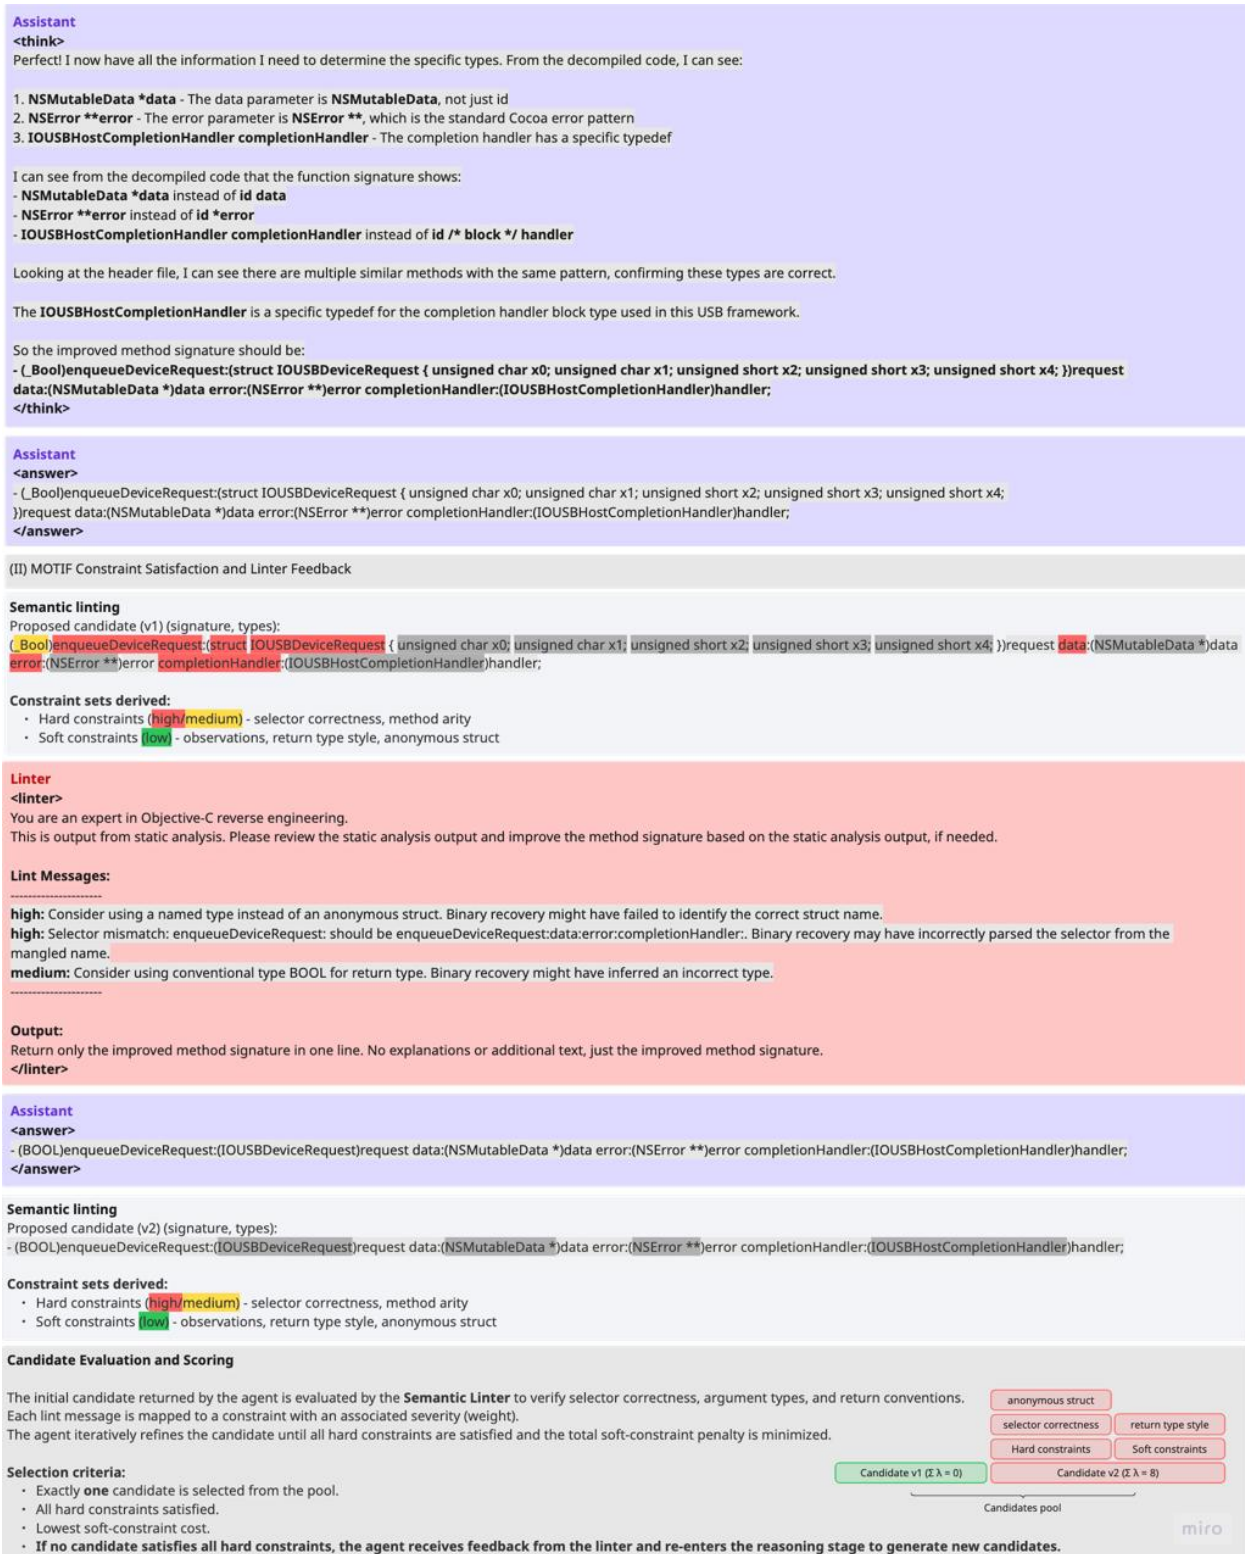 Assistant
<think>
Perfect! I now have all the information I need to determine the specific types. From the decompiled code, I can see:
1. NSMutableData *data - The data parameter is NSMutableData, not just id
2. NSError **error - The error parameter is NSError **, which is the standard Cocoa error pattern
3. IOUSBHostCompletionHandler completionHandler - The completion handler has a specific typedef
I can see from the decompiled code that the function signature shows:
- NSMutableData *data instead of id data
- NSError **error instead of id *error
- IOUSBHostCompletionHandler completionHandler instead of id /* block */ handler
Looking at the header file, I can see there are multiple similar methods with the same pattern, confirming these types are correct.
The IOUSBHostCompletionHandler is a specific typedef for the completion handler block type used in this USB framework.
So the improved method signature should be:
- (_Bool)enqueueDeviceRequest:(struct IOUSBDeviceRequest { unsigned char x0; unsigned char x1; unsigned short x2; unsigned short x3; unsigned short x4; })request
data:(NSMutableData *)data error:(NSError **)error completionHandler:(IOUSBHostCompletionHandler)handler;
</think>
Assistant
<answer>
- (_Bool)enqueueDeviceRequest:(struct IOUSBDeviceRequest { unsigned char x0; unsigned char x1; unsigned short x2; unsigned short x3; unsigned short x4;
})request data:(NSMutableData *)data error:(NSError **)error completionHandler:(IOUSBHostCompletionHandler)handler;
</answer>
(II) MOTIF Constraint Satisfaction and Linter Feedback
Semantic linting
Proposed candidate (v1) (signature, types):
(_Bool)enqueueDeviceRequest:(struct IOUSBDeviceRequest { unsigned char x0; unsigned char x1; unsigned short x2; unsigned short x3; unsigned short x4; })request data:(NSMutableData *)data
error:(NSError **)error completionHandler:(IOUSBHostCompletionHandler)handler;
Constraint sets derived:
• Hard constraints (high/medium) - selector correctness, method arity
• Soft constraints (low) - observations, return type style, anonymous struct
Linter
<linter>
You are an expert in Objective-C reverse engineering.
This is output from static analysis. Please review the static analysis output and improve the method signature based on the static analysis output, if needed.
Lint Messages:
---------------------
high: Consider using a named type instead of an anonymous struct. Binary recovery might have failed to identify the correct struct name.
high: Selector mismatch: enqueueDeviceRequest: should be enqueueDeviceRequest:data:error:completionHandler:. Binary recovery may have incorrectly parsed the selector from the
mangled name.
medium: Consider using conventional type BOOL for return type. Binary recovery might have inferred an incorrect type.
---------------------
Output:
Return only the improved method signature in one line. No explanations or additional text, just the improved method signature.
</linter>
Assistant
<answer>
- (BOOL)enqueueDeviceRequest:(IOUSBDeviceRequest)request data:(NSMutableData *)data error:(NSError **)error completionHandler:(IOUSBHostCompletionHandler)handler;
</answer>
Semantic linting
Proposed candidate (v2) (signature, types):
- (BOOL)enqueueDeviceRequest:(IOUSBDeviceRequest)request data:(NSMutableData *)data error:(NSError **)error completionHandler:(IOUSBHostCompletionHandler)handler;
Constraint sets derived:
• Hard constraints (high/medium) - selector correctness, method arity
• Soft constraints (low) - observations, return type style, anonymous struct
Candidate Evaluation and Scoring
The initial candidate returned by the agent is evaluated by the Semantic Linter to verify selector correctness, argument types, and return conventions.
Each lint message is mapped to a constraint with an associated severity (weight).
The agent iteratively refines the candidate until all hard constraints are satisfied and the total soft-constraint penalty is minimized.
Selection criteria:
• Exactly one candidate is selected from the pool.
• All hard constraints satisfied.
• Lowest soft-constraint cost.
• If no candidate satisfies all hard constraints, the agent receives feedback from the linter and re-enters the reasoning stage to generate new candidates.
anonymous struct
selector correctness
return type style
Hard constraints
Soft constraints
Candidate v1 (Σ λ = 0)
Candidate v2 (Σ λ = 8)
Candidates pool
miro